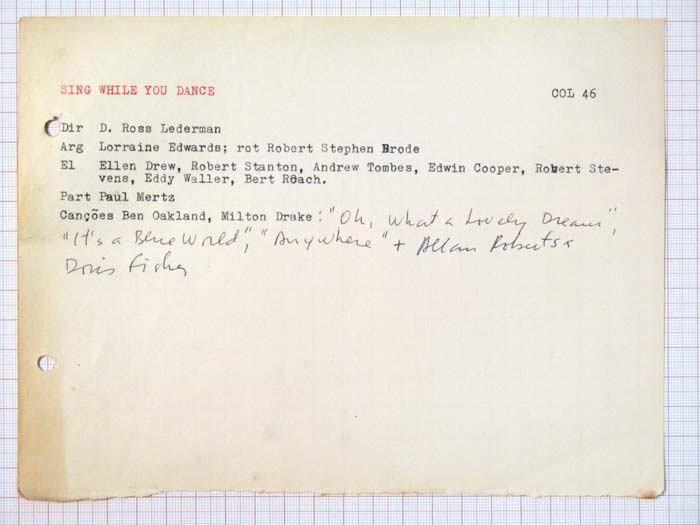 SING WHILE YOU DANCE COL 46
Dir D. Ross Lederman
Arg Lorraine Edwards; rot Robert Stephen Brode
El Ellen Drew, Robert Stanton, Andrew Tombes, Edwin Cooper, Robert Ste-
vens, Eddy Waller, Bert Roach.
Part Paul Mertz
Canções Ben Oakland, Milton Drake: "Oh, What a Lovely Dream",
"It's a Blue World", "Anywhere" + Allan Roberts &
Doris Fisher